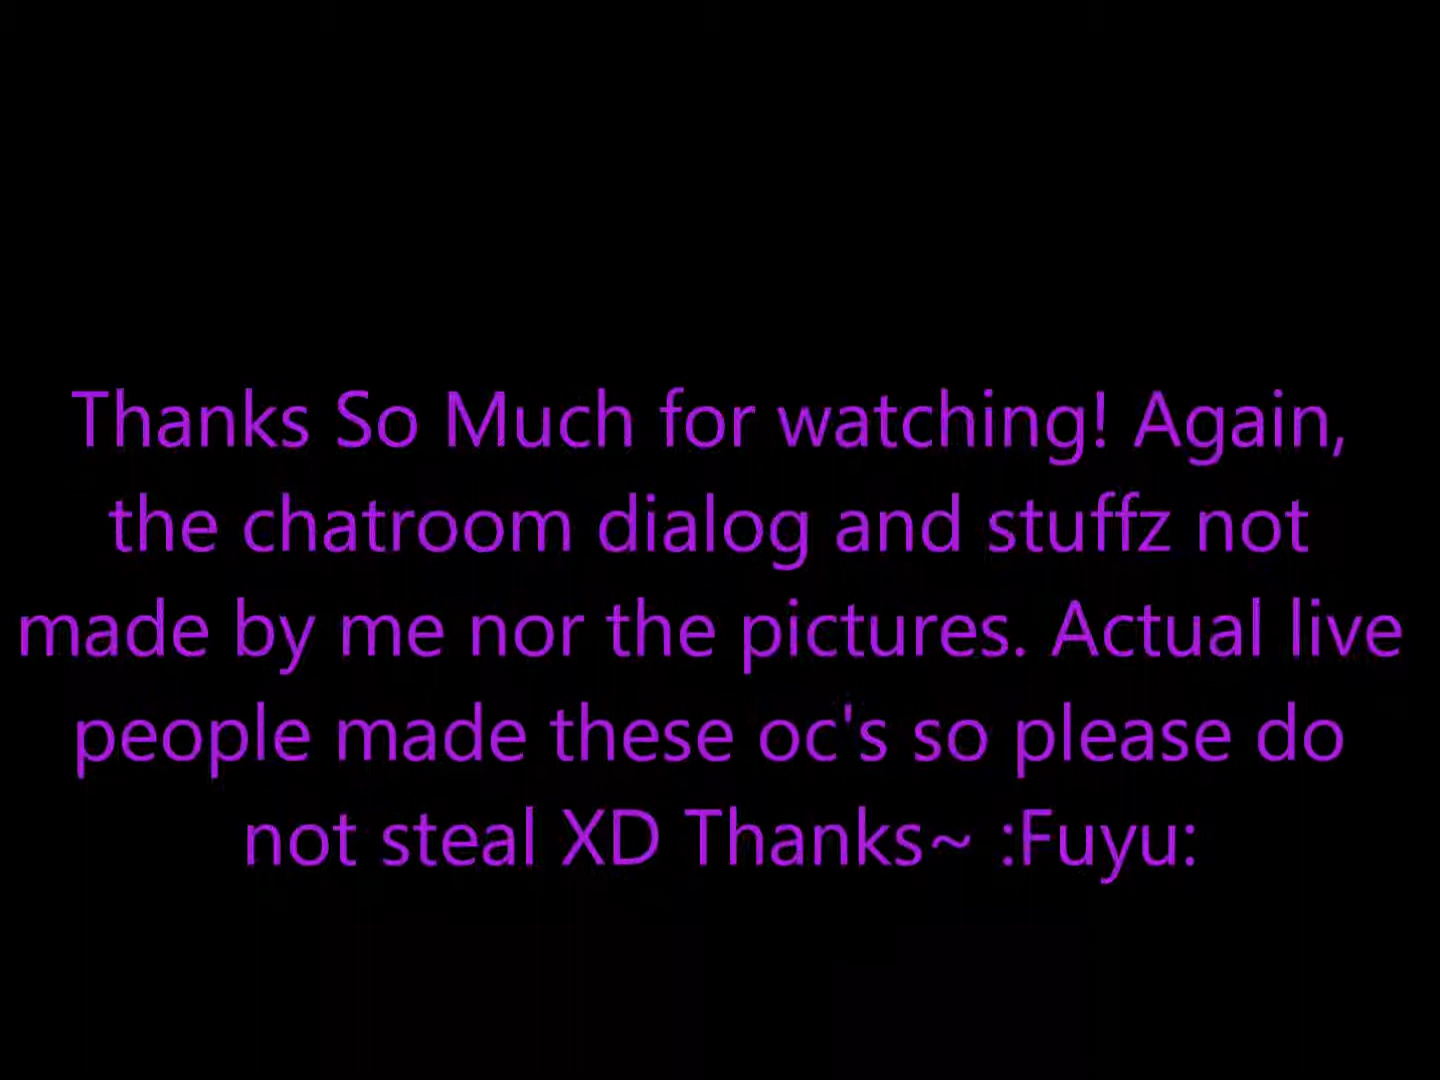 Thanks So Much for watching! Again,
the chatroom dialog and stuffz not
made by me nor the pictures. Actual live
people made these oc's so please do
not steal XD Thanks~ :Fuyu: